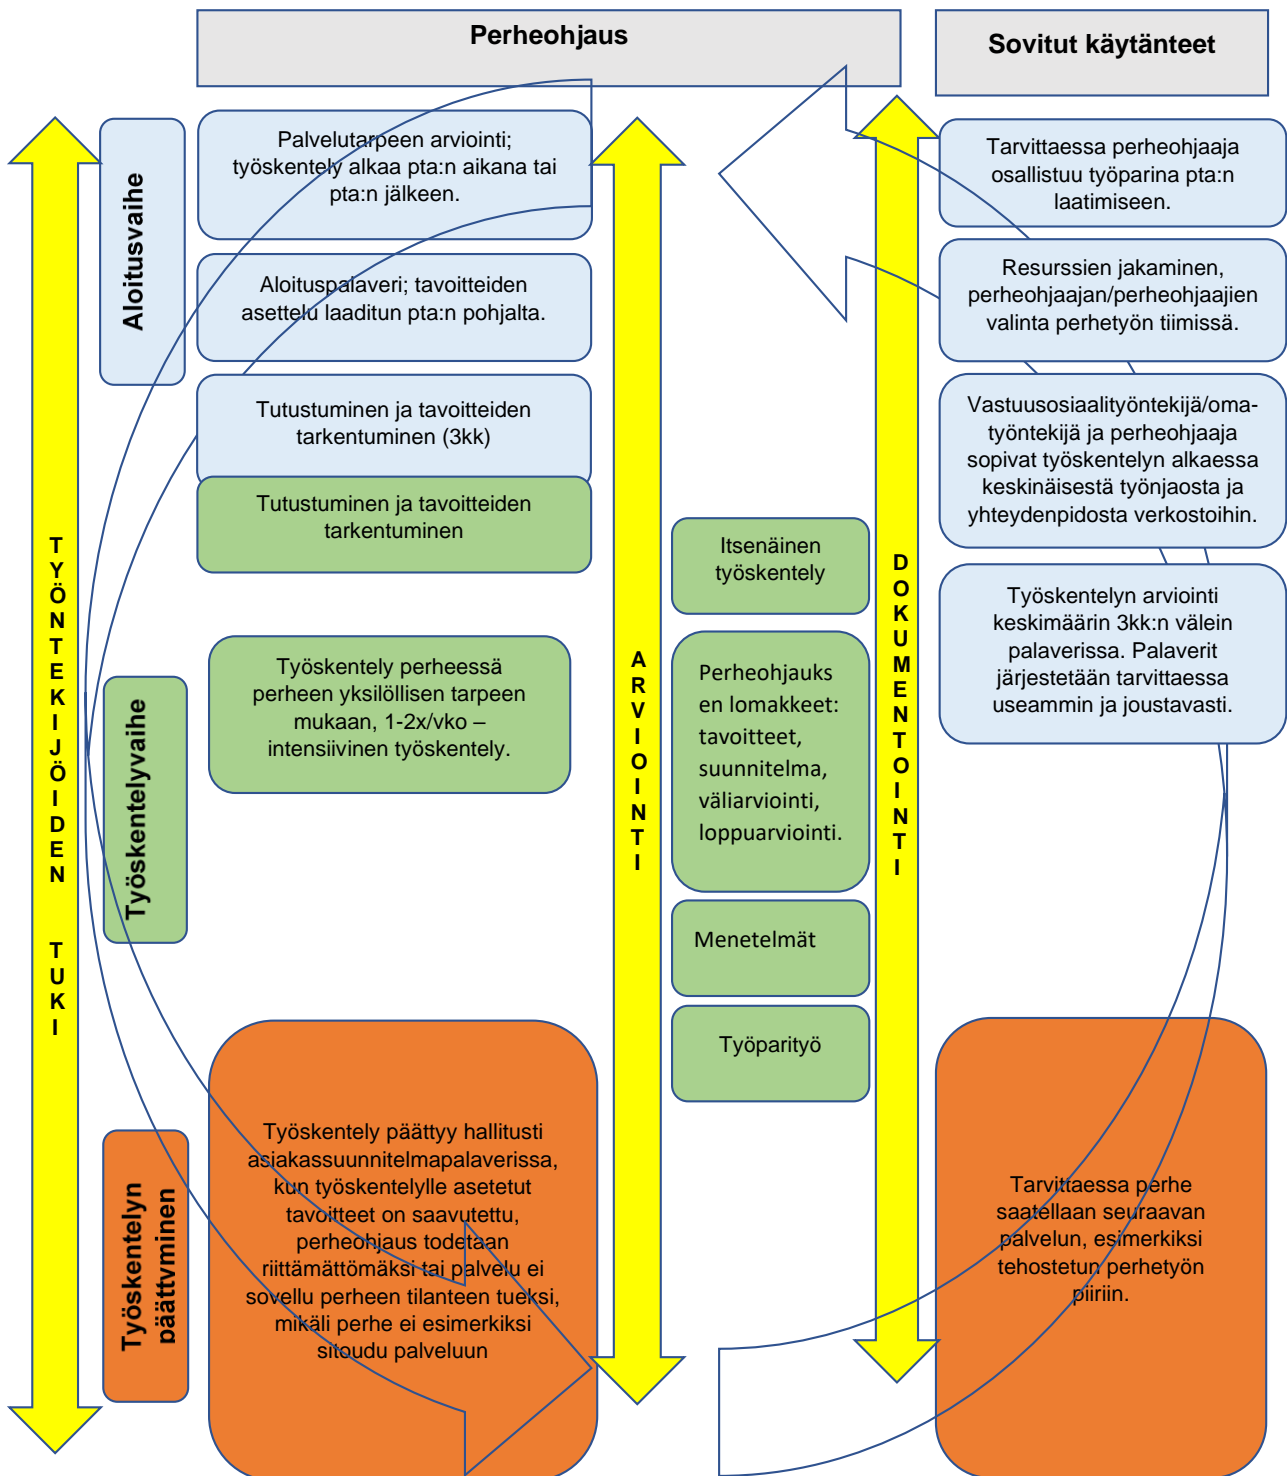 Perheohjaus
Sovitut käytänteet
Aloitusvaihe
Palvelutarpeen arviointi;
työskentely alkaa pta:n aikana tai
pta:n jälkeen.
Aloituspalaveri; tavoitteiden
asettelu laaditun pta:n pohjalta.
Tutustuminen ja tavoitteiden
tarkentuminen (3kk)
Tutustuminen ja tavoitteiden
tarkentuminen
TYÖNTEKIJÖIDEN TUKI
Työskentelyvaihe
Työskentely perheessä
perheen yksilöllisen tarpeen
mukaan, 1-2x/vko –
intensiivinen työskentely.
Työskentelyn
päättyminen
Työskentely päättyy hallitusti
asiakassuunnitelmapalaverissa,
kun työskentelylle asetetut
tavoitteet on saavutettu,
perheohjaus todetaan
riittämättömäksi tai palvelu ei
sovellu perheen tilanteen tueksi,
mikäli perhe ei esimerkiksi
sitoudu palveluun
ARVIOINTI
Itsenäinen
työskentely
Perheohjauks
en lomakkeet:
tavoitteet,
suunnitelma,
väliarviointi,
loppuarviointi.
Menetelmät
Työparityö
DOKUMENTOINTI
Tarvittaessa perheohjaaja
osallistuu työparina pta:n
laatimiseen.
Resurssien jakaminen,
perheohjaajan/perheohjaajien
valinta perhetyön tiimissä.
Vastuusosiaalityöntekijä/oma-
työntekijä ja perheohjaaja
sopivat työskentelyn alkaessa
keskinäisestä työnjaosta ja
yhteydenpidosta verkostoihin.
Työskentelyn arviointi
keskimäärin 3kk:n välein
palaverissa. Palaverit
järjestetään tarvittaessa
useammin ja joustavasti.
Tarvittaessa perhe
saatellaan seuraavan
palvelun, esimerkiksi
tehostetun perhetyön
piiriin.